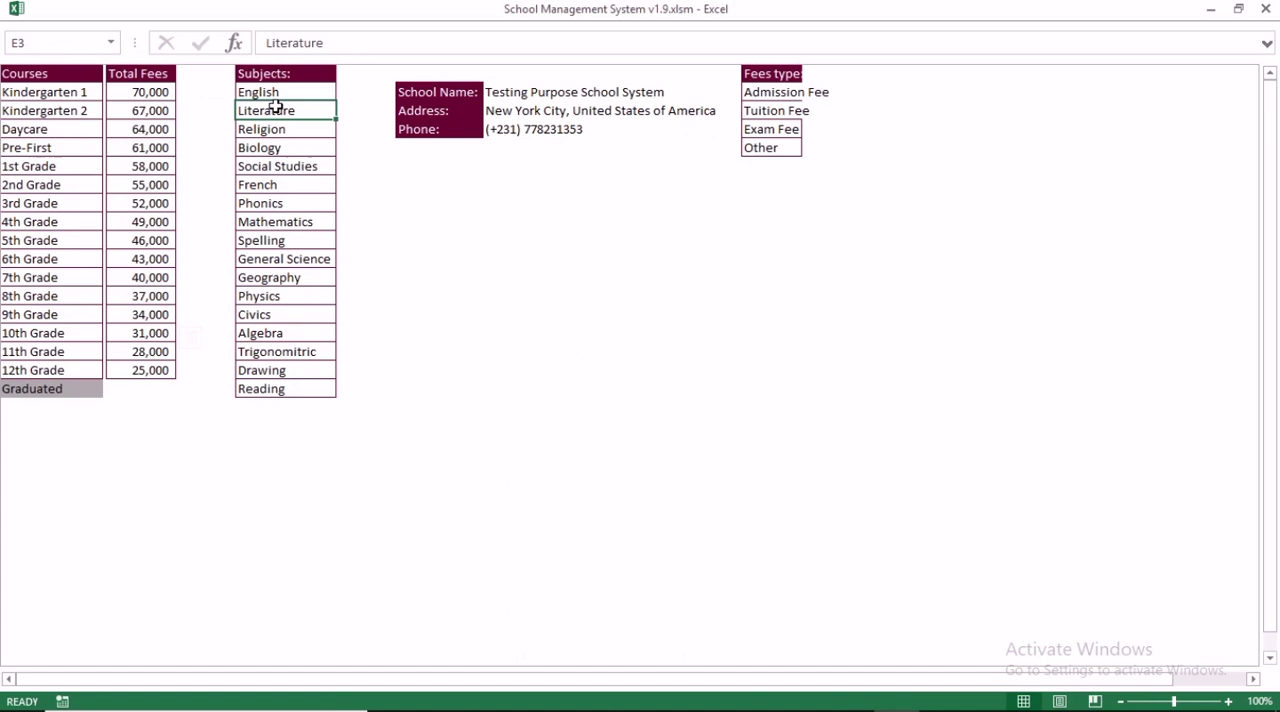 School Management System v1.9.xlsm - Excel
E3
fx
Literature
Courses Total Fees Subjects: Fees type:
Kindergarten 1 70,000 English School Name: Testing Purpose School System Admission Fee
Kindergarten 2 67,000 Literature Address: New York City, United States of America Tuition Fee
Daycare 64,000 Religion Phone: (+231) 778231353 Exam Fee
Pre-First 61,000 Biology Other
1st Grade 58,000 Social Studies
2nd Grade 55,000 French
3rd Grade 52,000 Phonics
4th Grade 49,000 Mathematics
5th Grade 46,000 Spelling
6th Grade 43,000 General Science
7th Grade 40,000 Geography
8th Grade 37,000 Physics
9th Grade 34,000 Civics
10th Grade 31,000 Algebra
11th Grade 28,000 Trigonomitric
12th Grade 25,000 Drawing
Graduated Reading
Activate Windows
Go to Settings to activate Windows.
READY
100%